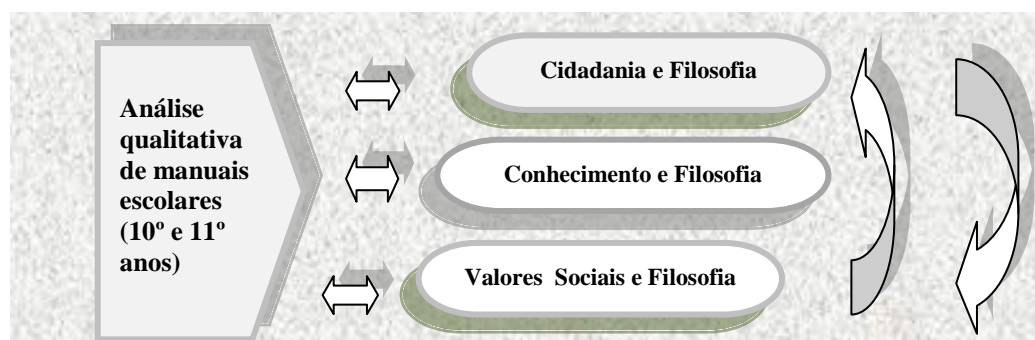 Análise
qualitativa
de manuais
escolares
(10º e 11º
anos)
Cidadania e Filosofia
Conhecimento e Filosofia
Valores Sociais e Filosofia